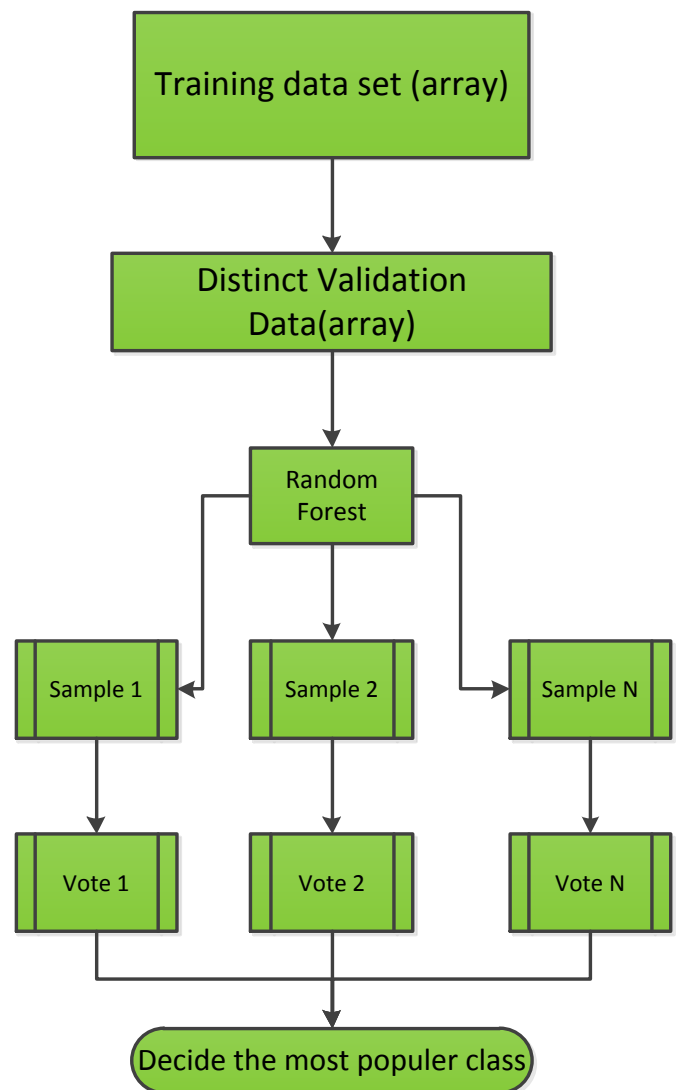 Training data set (array)
Distinct Validation
Data(array)
Random
Forest
Sample 1
Sample 2
Sample N
Vote 1
Vote 2
Vote N
Decide the most populer class